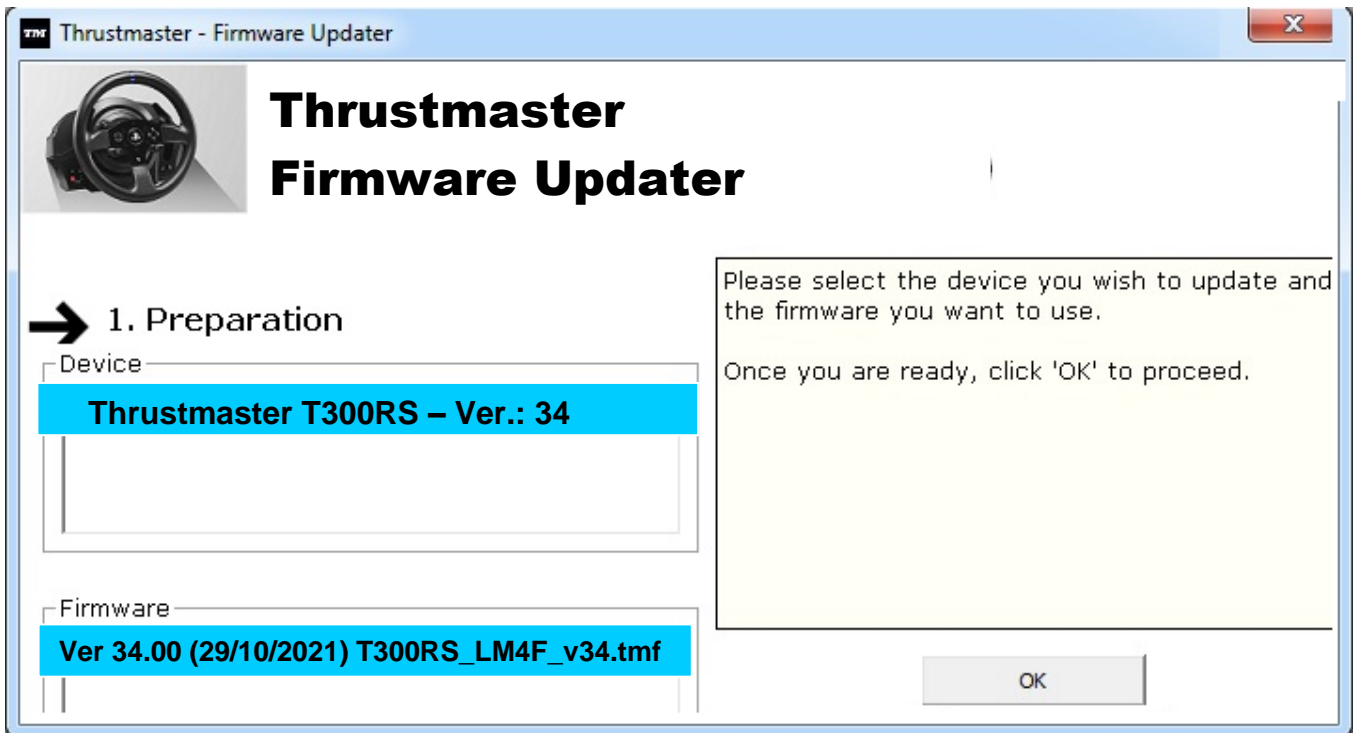 Thrustmaster - Firmware Updater
Thrustmaster
Firmware Updater
1. Preparation
Device
Thrustmaster T300RS – Ver.: 34
Firmware
Ver 34.00 (29/10/2021) T300RS_LM4F_v34.tmf
Please select the device you wish to update and
the firmware you want to use.
Once you are ready, click 'OK' to proceed.
OK